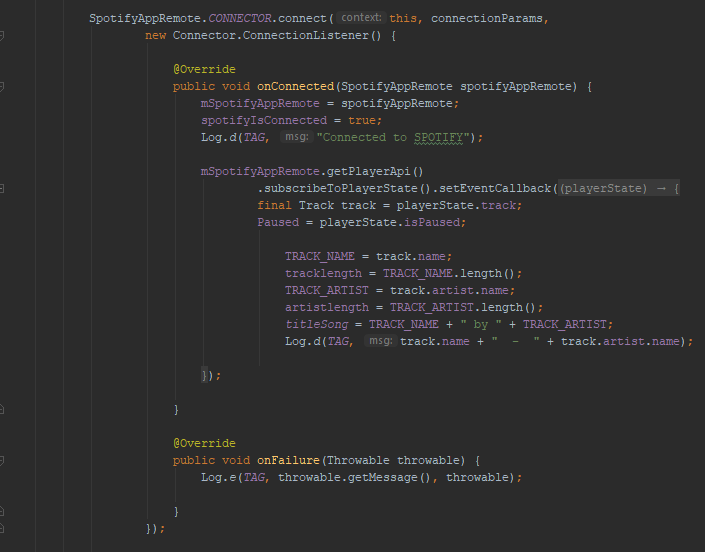 SpotifyAppRemote.CONNECTOR.connect( context: this, connectionParams,
new Connector.ConnectionListener() {
@Override
public void onConnected(SpotifyAppRemote spotifyAppRemote) {
mSpotifyAppRemote = spotifyAppRemote;
spotifyIsConnected = true;
Log.d(TAG, msg: "Connected to SPOTIFY");
mSpotifyAppRemote.getPlayerApi()
.subscribeToPlayerState().setEventCallback((playerState) → {
final Track track = playerState.track;
Paused = playerState.isPaused;
TRACK_NAME = track.name;
tracklength = TRACK_NAME.length();
TRACK_ARTIST = track.artist.name;
artistlength = TRACK_ARTIST.length();
titleSong = TRACK_NAME + " by " + TRACK_ARTIST;
Log.d(TAG, msg: track.name + "  -  " + track.artist.name);
});
}
@Override
public void onFailure(Throwable throwable) {
Log.e(TAG, throwable.getMessage(), throwable);
}
});